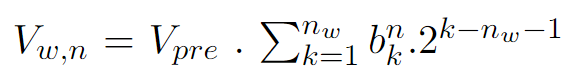 $V_{w,n} = V_{pre} \; . \; \sum_{k=1}^{n_w} b_k^n . 2^{k-n_w-1}$